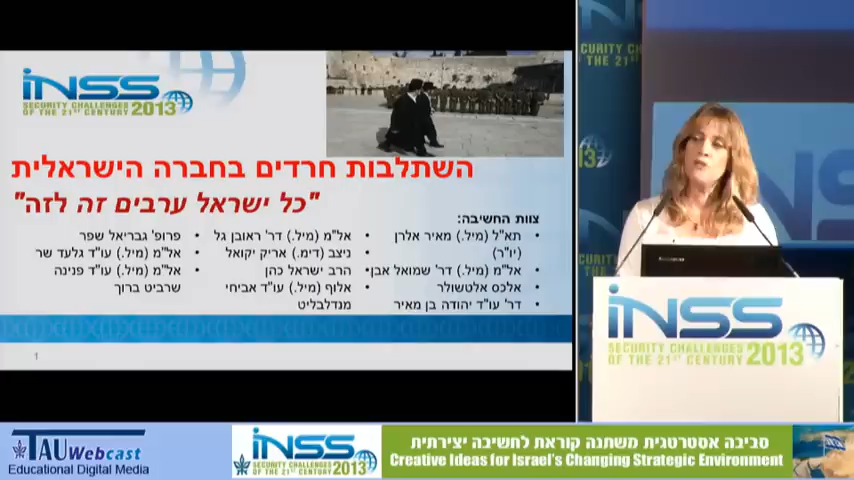 INSS
SECURITY CHALLENGES
OF THE 21ST CENTURY 2013
השתלבות חרדים בחברה הישראלית
"כל ישראל ערבים זה לזה"
צוות החשיבה:
• תא"ל (מיל.) מאיר אלרן
(יו"ר)
• אל"מ (מיל.) דר' שמואל אבן
• אלכס אלטשולר
• דר' עו"ד יהודה בן מאיר
• אל"מ (מיל.) דר' ראובן גל
• ניצב (דימ.) אריק יקואל
• הרב ישראל כהן
• אלוף (מיל.) עו"ד אביחי
מנדלבליט
• פרופ' גבריאל שפר
• אל"מ (מיל.) עו"ד גלעד שר
• אל"מ (מיל.) עו"ד פנינה
שרביט ברוך
1
CURITY CH
THE 21
INSS
SECURITY CHALLENGES
OF THE 21ST CENTURY 2013
TAU Webcast
Educational Digital Media
INSS
SECURITY CHALLENGES
OF THE 21ST CENTURY 2013
סביבה אסטרטגית משתנה קוראת לחשיבה יצירתית
Creative Ideas for Israel's Changing Strategic Environment